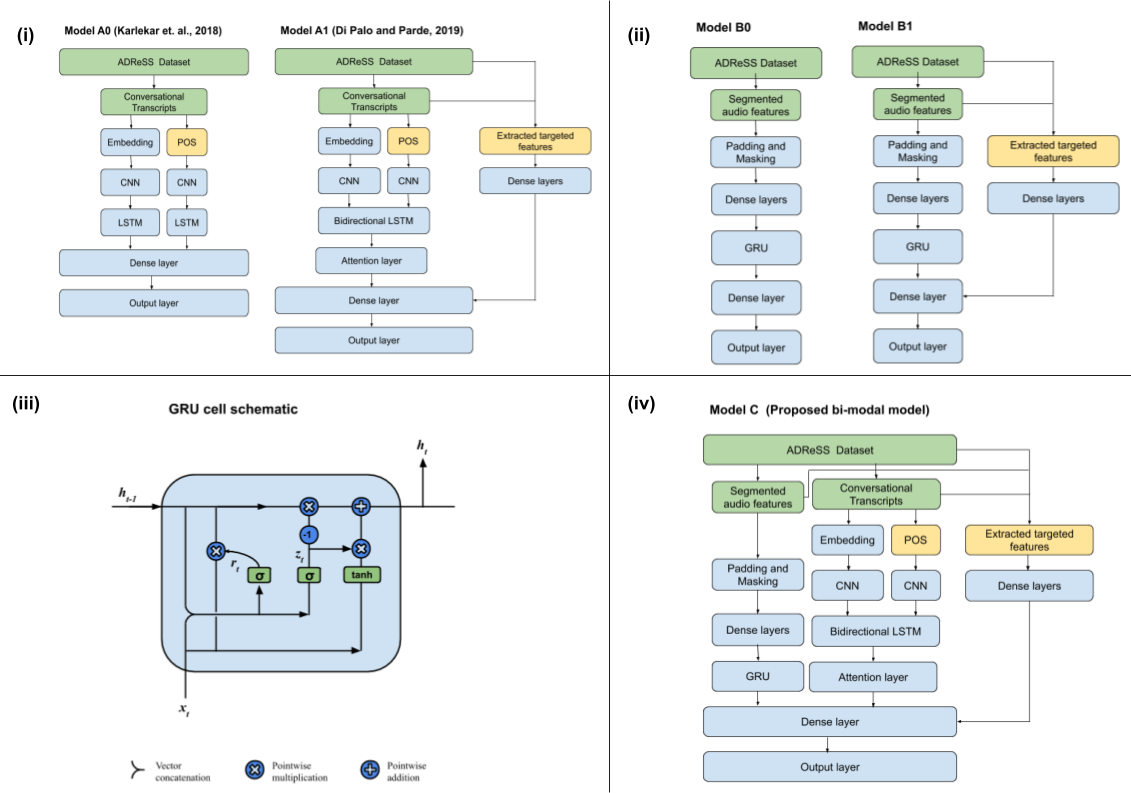 (i)
Model A0 (Karlekar et. al., 2018)
ADReSS Dataset
Conversational
Transcripts
Embedding
POS
CNN
CNN
LSTM
LSTM
Dense layer
Output layer
Model A1 (Di Palo and Parde, 2019)
ADReSS Dataset
Conversational
Transcripts
Embedding
POS
Extracted targeted
features
CNN
CNN
Dense layers
Bidirectional LSTM
Attention layer
Dense layer
Output layer
(ii)
Model B0
ADReSS Dataset
Segmented
audio features
Padding and
Masking
Dense layers
GRU
Dense layer
Output layer
Model B1
ADReSS Dataset
Segmented
audio features
Padding and
Masking
Extracted targeted
features
Dense layers
Dense layers
GRU
Dense layer
Output layer
(iii)
GRU cell schematic
h_t
h_t-1
-1
z_t
r_t
σ
σ
tanh
x_t
Vector
concatenation
Pointwise
multiplication
Pointwise
addition
(iv)
Model C (Proposed bi-modal model)
ADReSS Dataset
Segmented
audio features
Conversational
Transcripts
Embedding
POS
Extracted targeted
features
Padding and
Masking
CNN
CNN
Dense layers
Dense layers
Bidirectional LSTM
GRU
Attention layer
Dense layer
Output layer